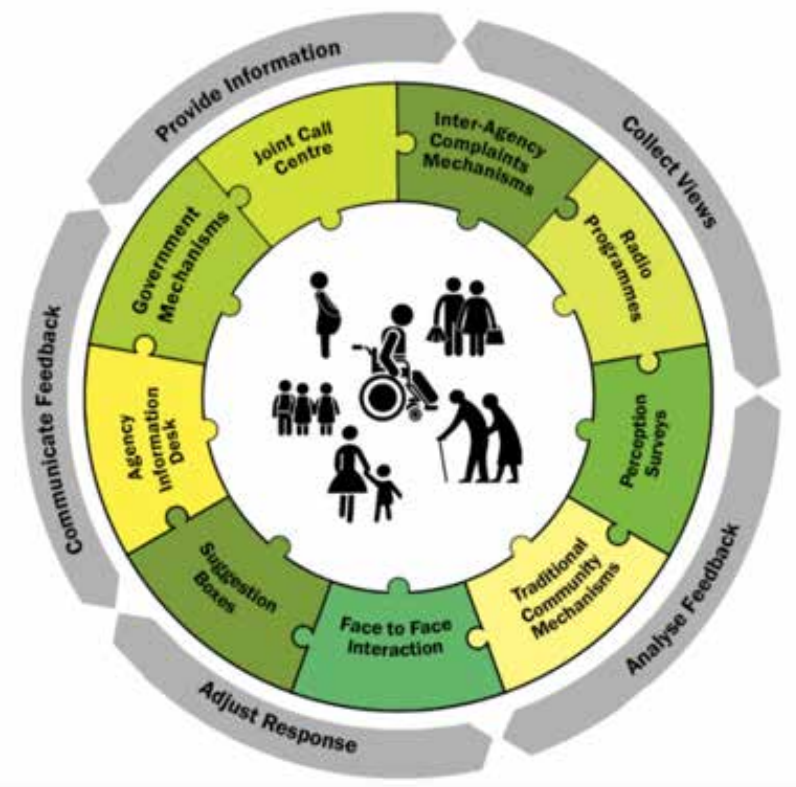 Provide Information
Collect Views
Analyse Feedback
Adjust Response
Communicate Feedback
Joint Call
Centre
Inter-Agency
Complaints
Mechanisms
Radio
Programmes
Perception
Surveys
Traditional
Community
Mechanisms
Face to Face
Interaction
Suggestion
Boxes
Agency
Information
Desk
Government
Mechanisms